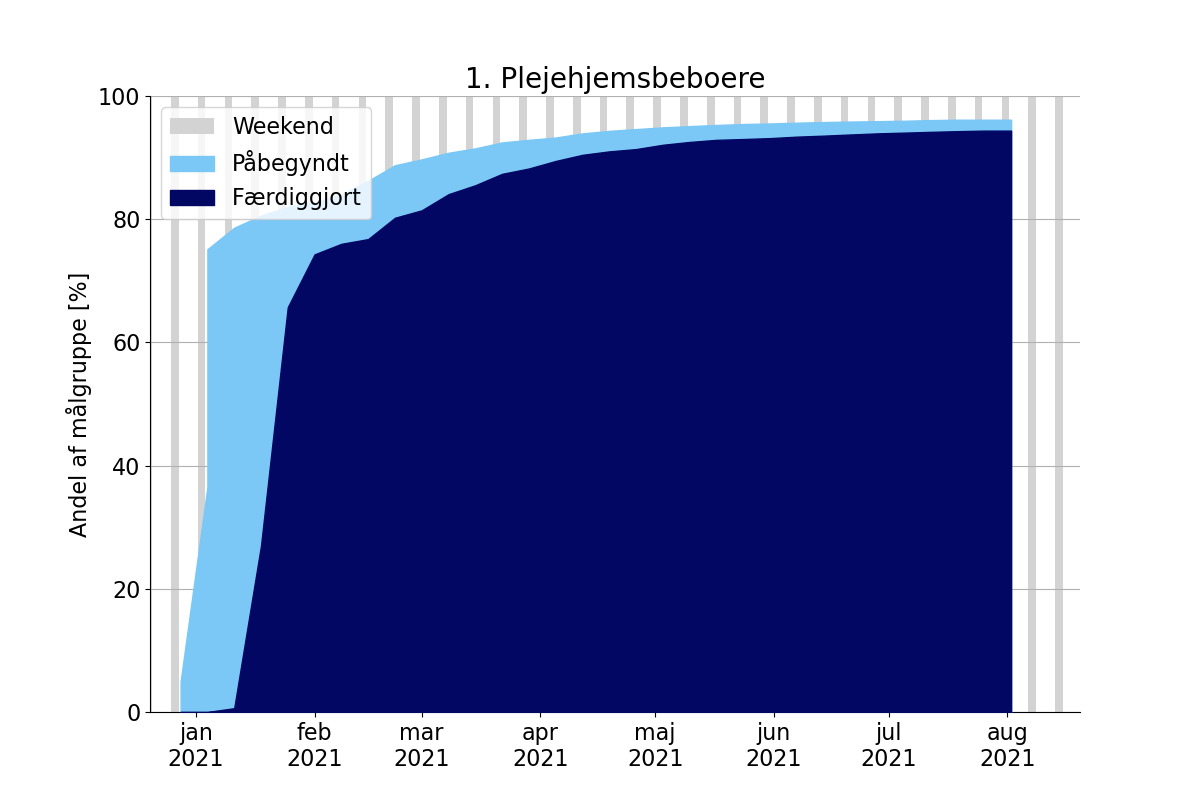 1. Plejehjemsbeboere
Weekend
Påbegyndt
Færdiggjort
Andel af målgruppe [%]
100
80
60
40
20
0
jan
2021
feb
2021
mar
2021
apr
2021
maj
2021
jun
2021
jul
2021
aug
2021